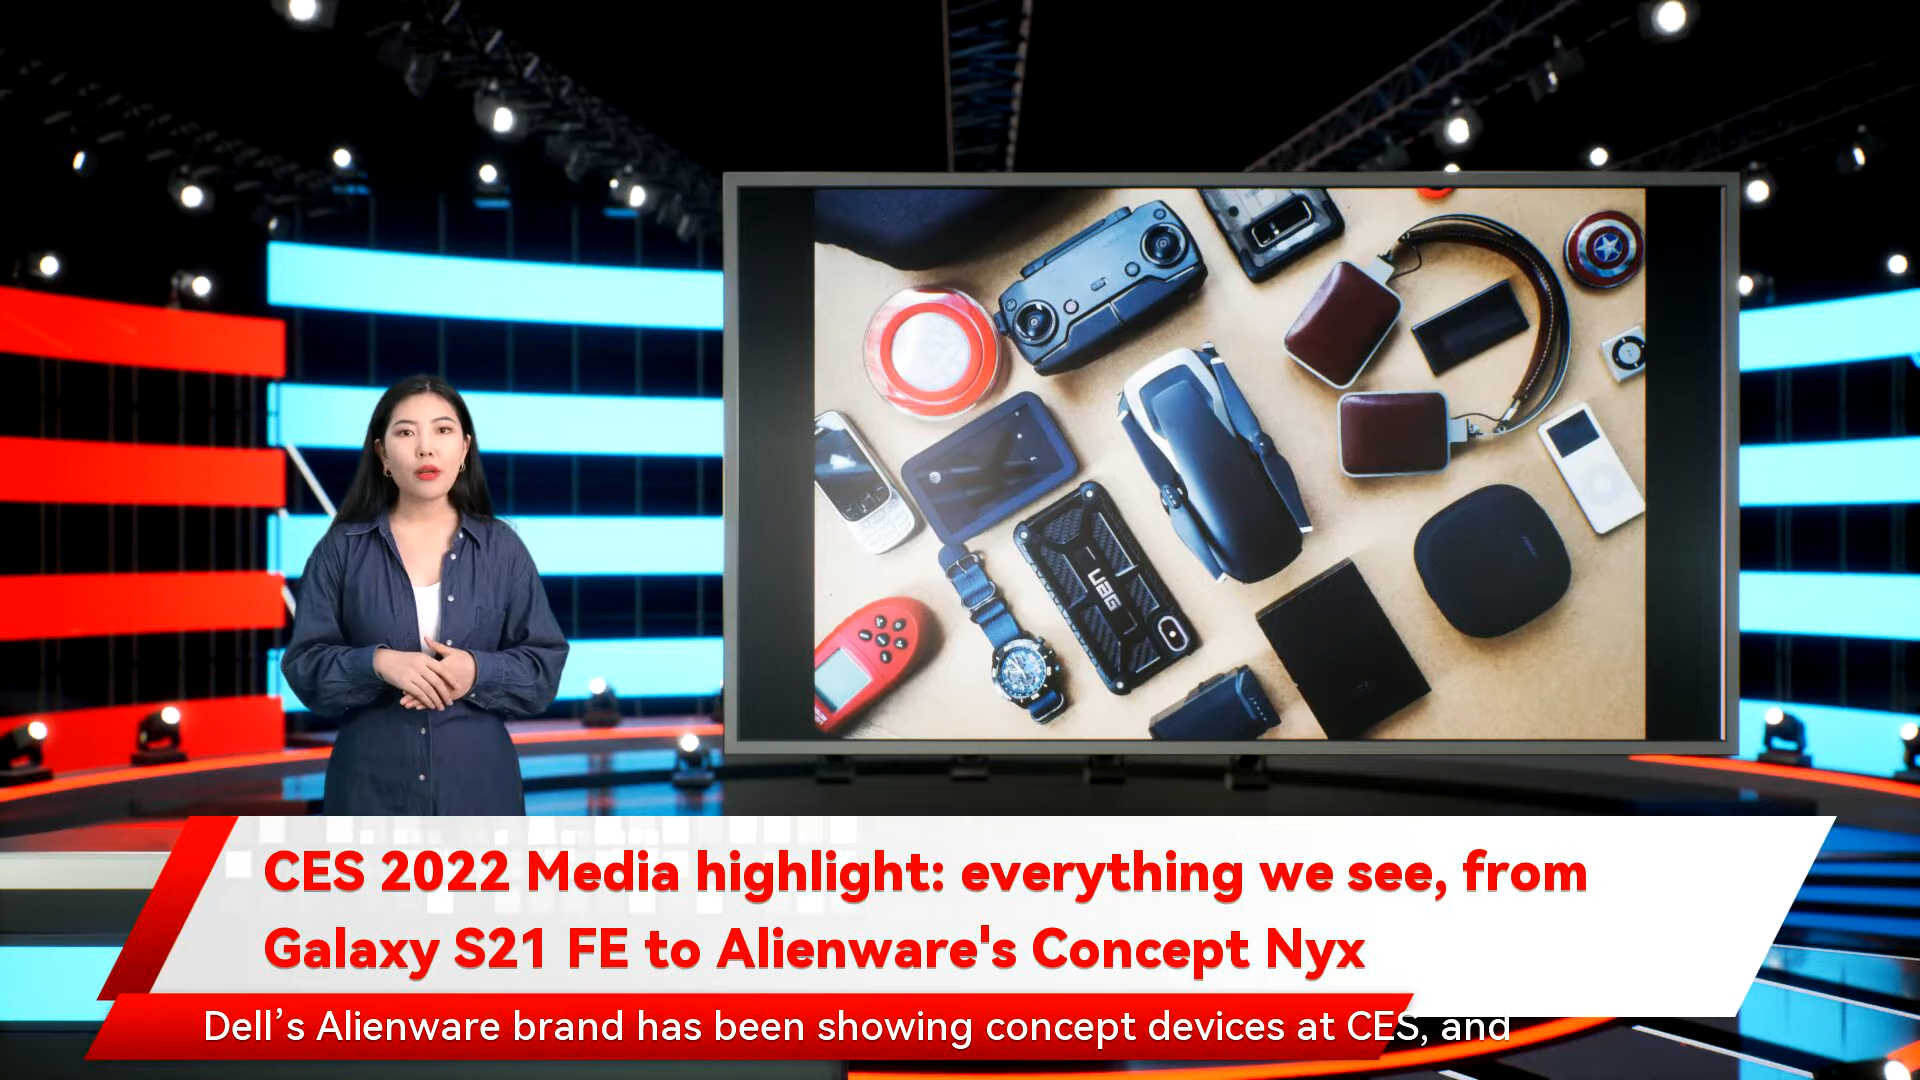 UAG
CES 2022 Media highlight: everything we see, from
Galaxy S21 FE to Alienware's Concept Nyx
Dell’s Alienware brand has been showing concept devices at CES, and